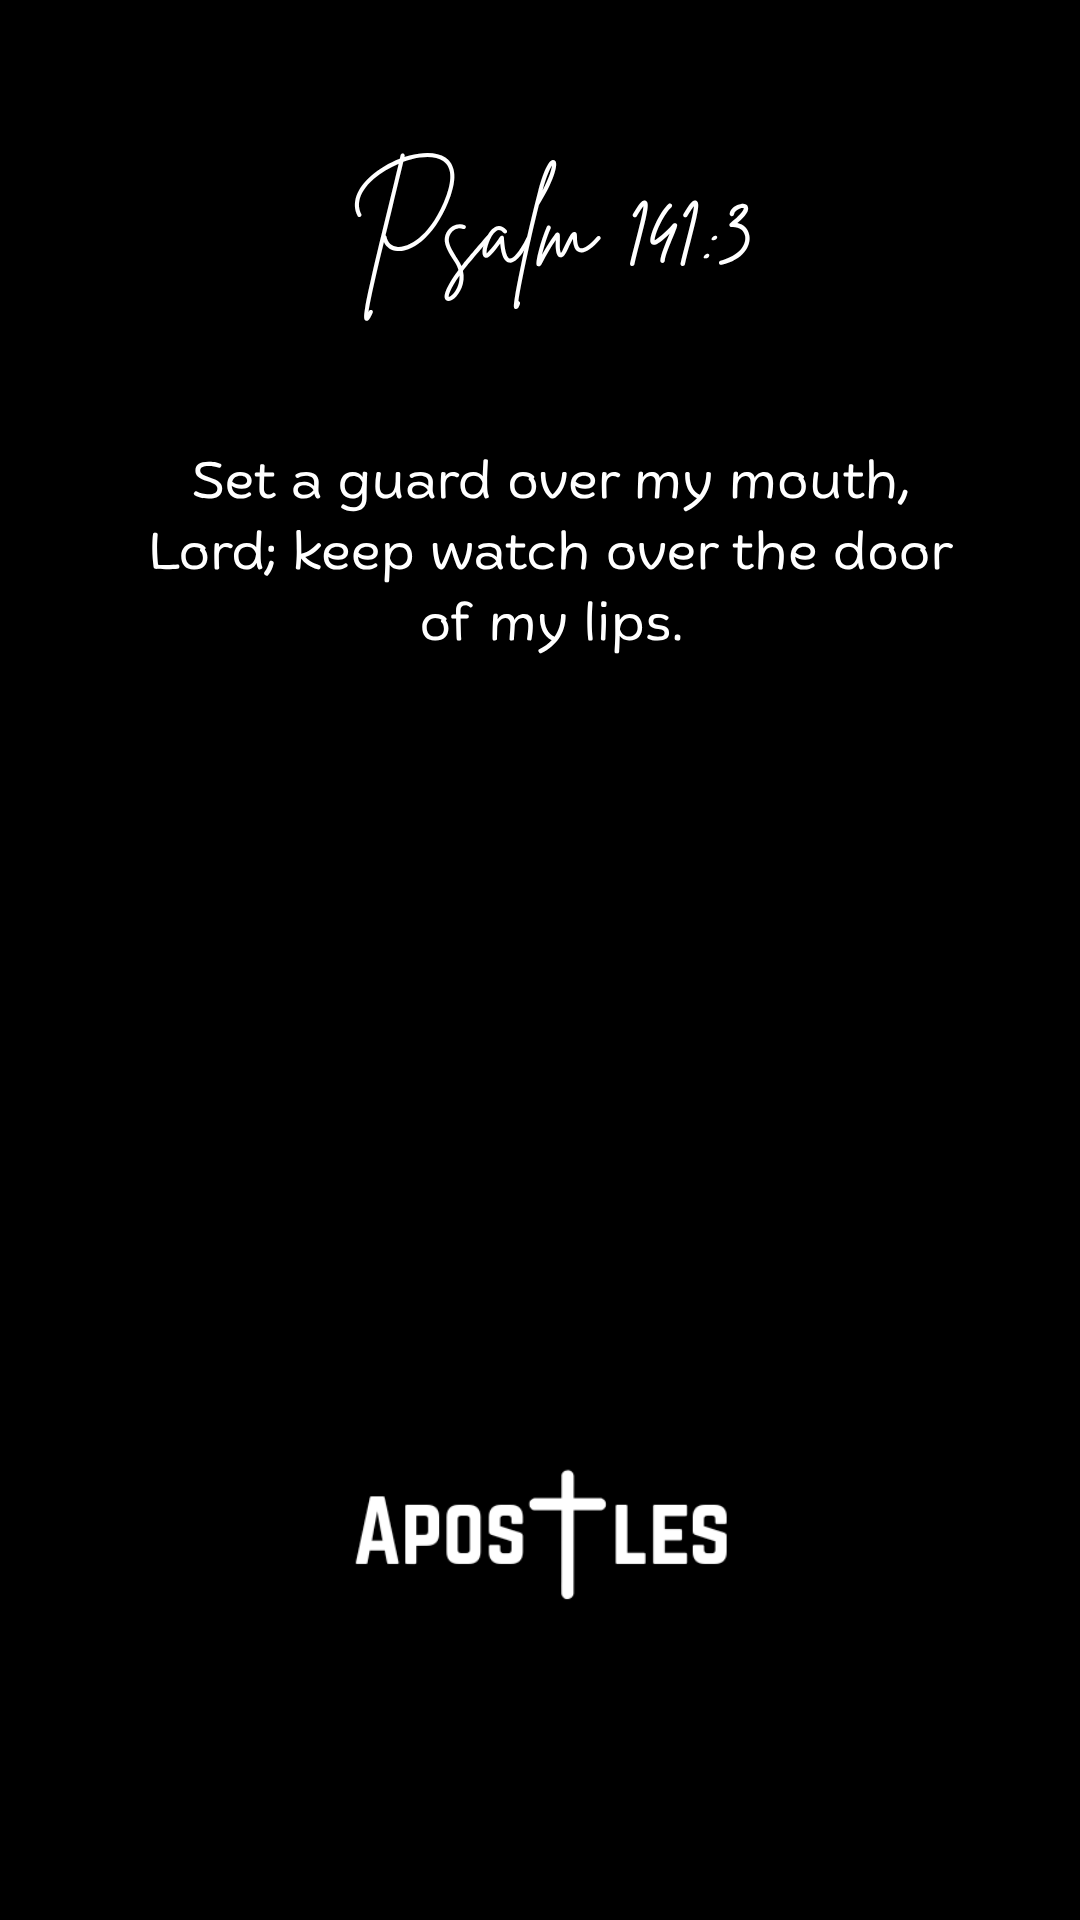 Psalm 141:3
Set a guard over my mouth,
Lord; keep watch over the door
of my lips.
APOSTLES